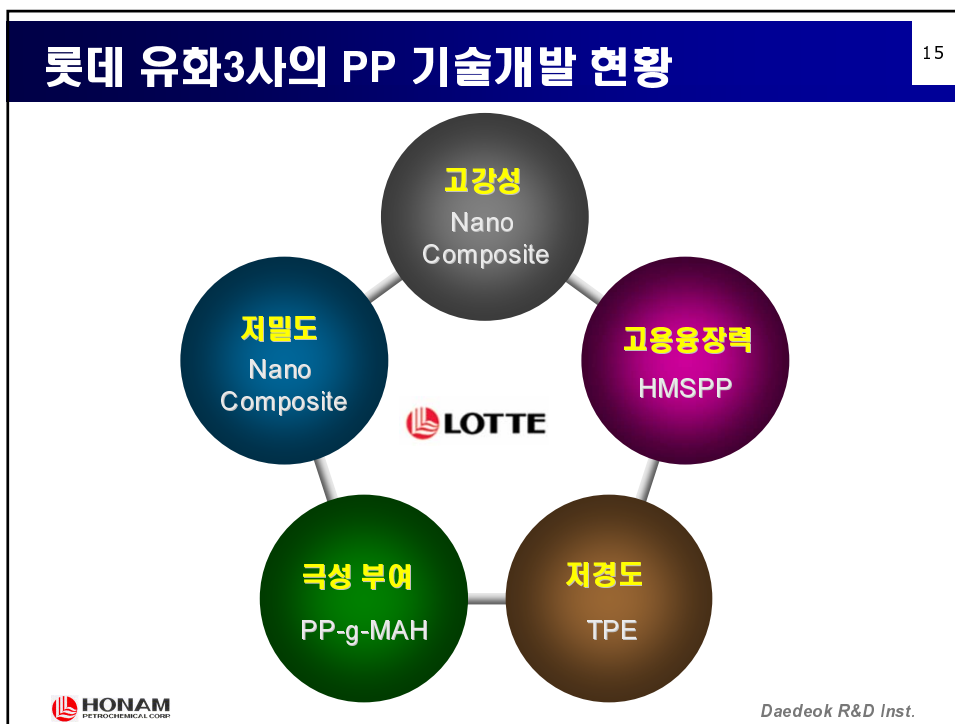 롯데 유화3사의 PP 기술개발 현황
15
고강성
Nano
Composite
저밀도
Nano
Composite
고용융장력
HMSPP
LOTTE
극성 부여
PP-g-MAH
저경도
TPE
HONAM
PETROCHEMICAL CORP.
Daedeok R&D Inst.